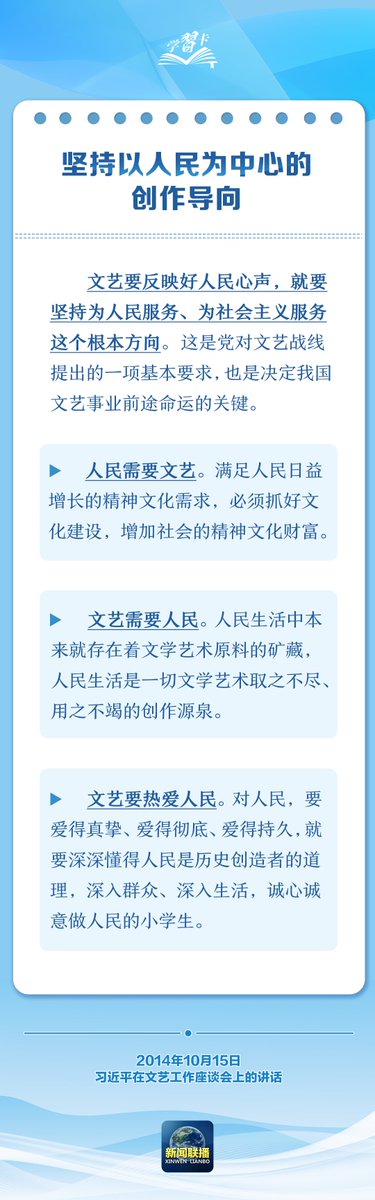 学習卡
坚持以人民为中心的
创作导向
文艺要反映好人民心声，就要
坚持为人民服务、为社会主义服务
这个根本方向。这是党对文艺战线
提出的一项基本要求，也是决定我国
文艺事业前途命运的关键。
人民需要文艺。满足人民日益
增长的精神文化需求，必须抓好文
化建设，增加社会的精神文化财富。
文艺需要人民。人民生活中本
来就存在着文学艺术原料的矿藏，
人民生活是一切文学艺术取之不尽、
用之不竭的创作源泉。
文艺要热爱人民。对人民，要
爱得真挚、爱得彻底、爱得持久，就
要深深懂得人民是历史创造者的道
理，深入群众、深入生活，诚心诚
意做人民的小学生。
2014年10月15日
习近平在文艺工作座谈会上的讲话
新闻联播
XINWEN LIANBO